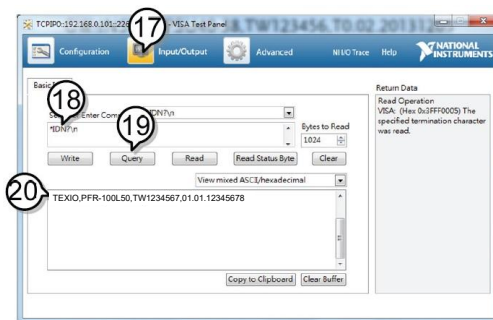 TCPIP0::192.168.0.101::226 - VISA Test Panel
17
Configuration
Input/Output
Advanced
NI I/O Trace
Help
NATIONAL INSTRUMENTS
Basic
18
Enter Com
*IDN?\n
*IDN?\n
19
Bytes to Read
1024
Write
Query
Read
Read Status Byte
Clear
View mixed ASCII/hexadecimal
20
TEXIO,PFR-100L50,TW1234567,01.01.12345678
Copy to Clipboard
Clear Buffer
Return Data
Read Operation
VISA: (Hex 0x3FFF0005) The
specified termination character
was read.